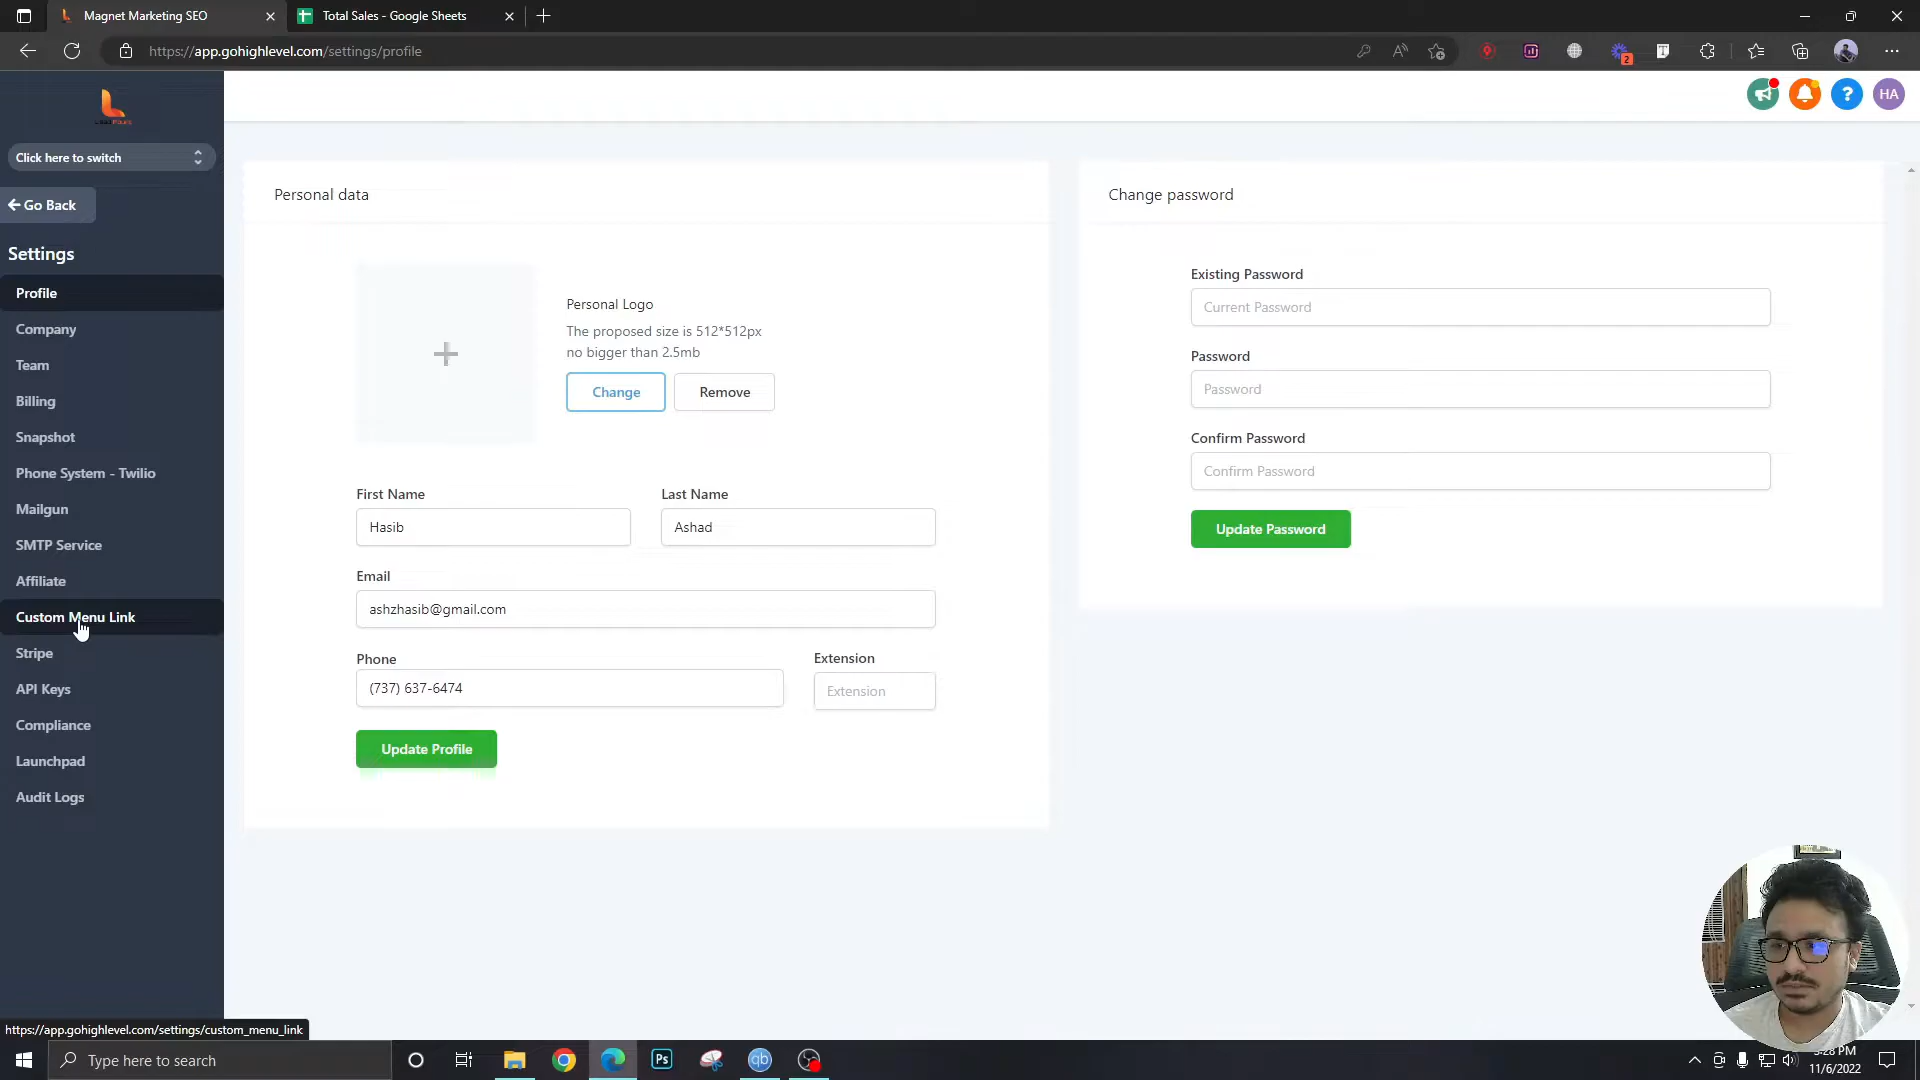 Magnet Marketing SEO
Total Sales - Google Sheets
https://app.gohighlevel.com/settings/profile
2
HA
Click here to switch
Go Back
Settings
Profile
Company
Team
Billing
Snapshot
Phone System - Twilio
Mailgun
SMTP Service
Affiliate
Custom Menu Link
Stripe
API Keys
Compliance
Launchpad
Audit Logs
Personal data
Personal Logo
The proposed size is 512*512px
no bigger than 2.5mb
Change
Remove
First Name
Last Name
Hasib
Ashad
Email
ashzhasib@gmail.com
Phone
Extension
(737) 637-6474
Extension
Update Profile
Change password
Existing Password
Current Password
Password
Password
Confirm Password
Confirm Password
Update Password
https://app.gohighlevel.com/settings/custom_menu_link
Type here to search
Ps
qb
11/6/2022